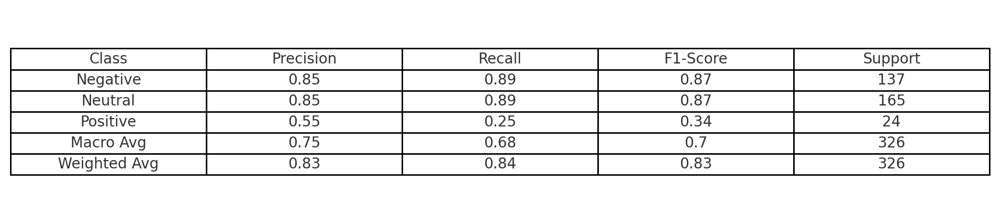 Class Precision Recall F1-Score Support
Negative 0.85 0.89 0.87 137
Neutral 0.85 0.89 0.87 165
Positive 0.55 0.25 0.34 24
Macro Avg 0.75 0.68 0.7 326
Weighted Avg 0.83 0.84 0.83 326